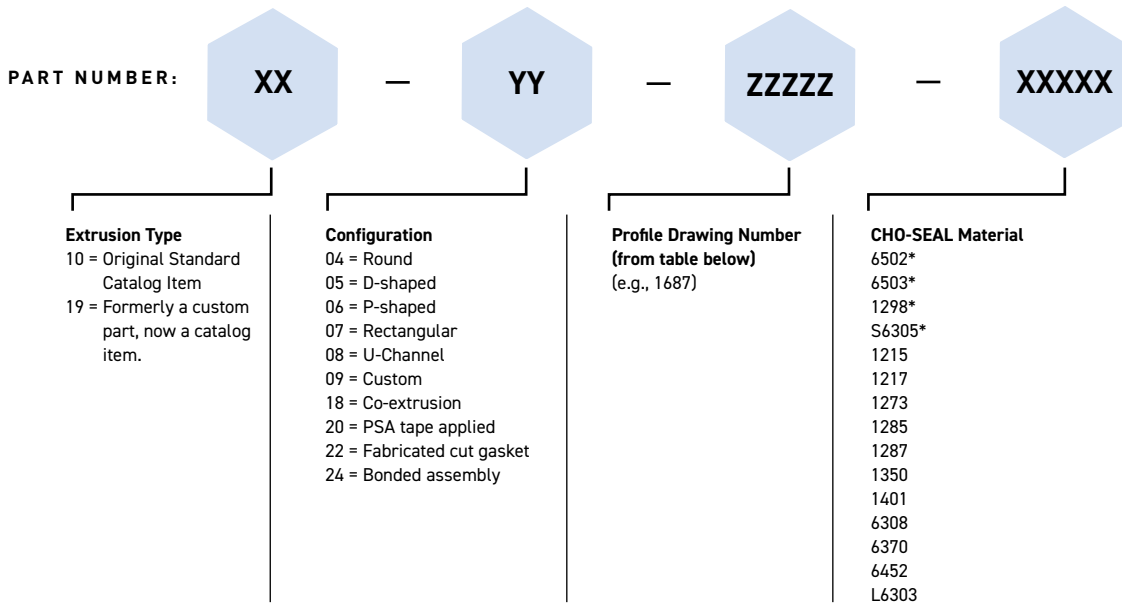 PART NUMBER:
XX — YY — ZZZZZ — XXXXX
Extrusion Type
10 = Original Standard
Catalog Item
19 = Formerly a custom
part, now a catalog
item.
Configuration
04 = Round
05 = D-shaped
06 = P-shaped
07 = Rectangular
08 = U-Channel
09 = Custom
18 = Co-extrusion
20 = PSA tape applied
22 = Fabricated cut gasket
24 = Bonded assembly
Profile Drawing Number
(from table below)
(e.g., 1687)
CHO-SEAL Material
6502*
6503*
1298*
S6305*
1215
1217
1273
1285
1287
1350
1401
6308
6370
6452
L6303